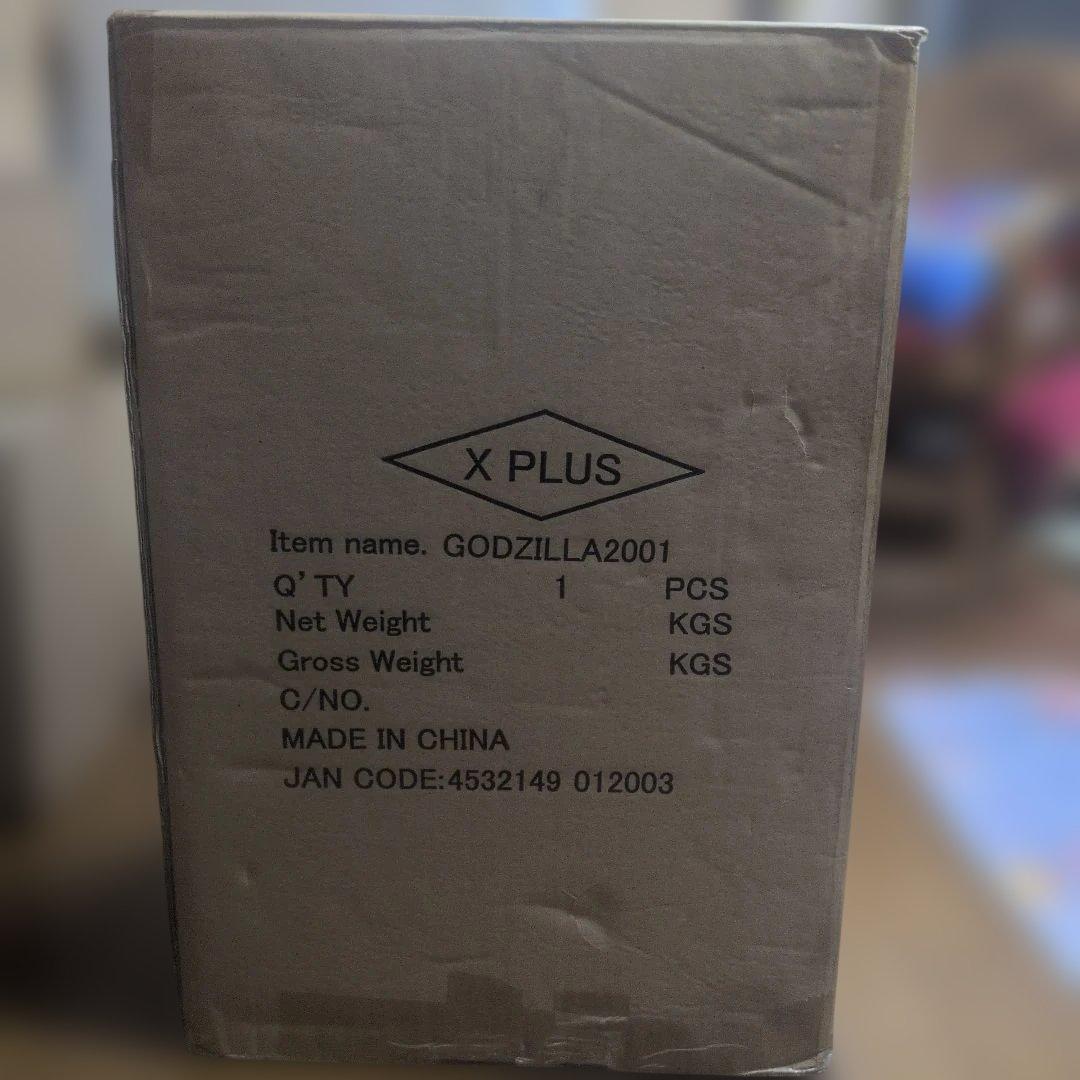 X PLUS
Item name. GODZILLA2001
Q'TY 1 PCS
Net Weight KGS
Gross Weight KGS
C/NO.
MADE IN CHINA
JAN CODE:4532149 012003